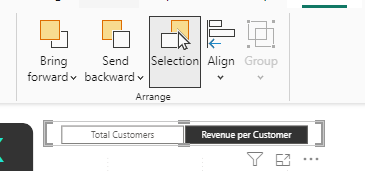 Bring forward
Send backward
Selection
Align
Group
Arrange
Total Customers
Revenue per Customer